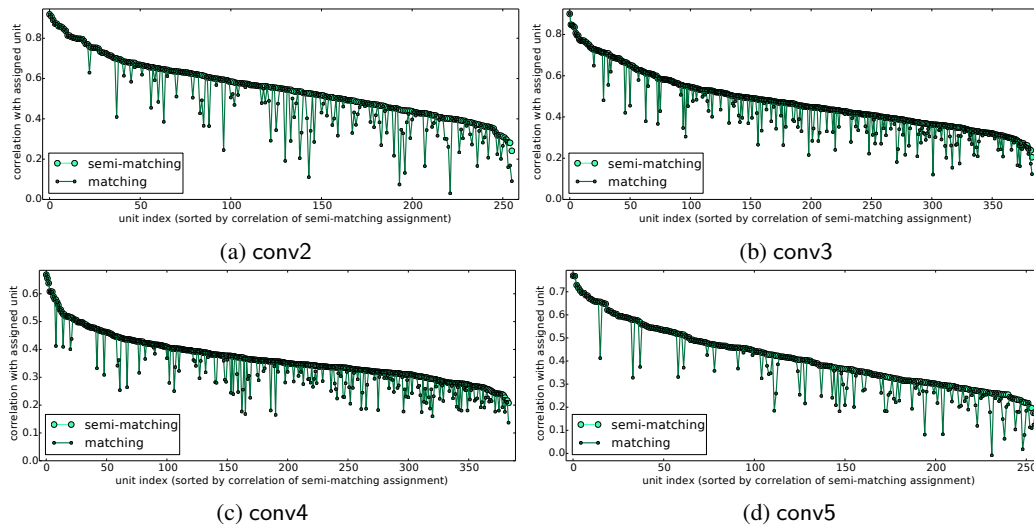 correlation with assigned unit
0.8
0.6
0.4
0.2
0.0
semi-matching
matching
0 50 100 150 200 250
unit index (sorted by correlation of semi-matching assignment)
(a) conv2
correlation with assigned unit
0.8
0.6
0.4
0.2
0.0
semi-matching
matching
0 50 100 150 200 250 300 350
unit index (sorted by correlation of semi-matching assignment)
(b) conv3
correlation with assigned unit
0.6
0.5
0.4
0.3
0.2
0.1
0.0
semi-matching
matching
0 50 100 150 200 250 300 350
unit index (sorted by correlation of semi-matching assignment)
(c) conv4
correlation with assigned unit
0.7
0.6
0.5
0.4
0.3
0.2
0.1
0.0
semi-matching
matching
0 50 100 150 200 250
unit index (sorted by correlation of semi-matching assignment)
(d) conv5